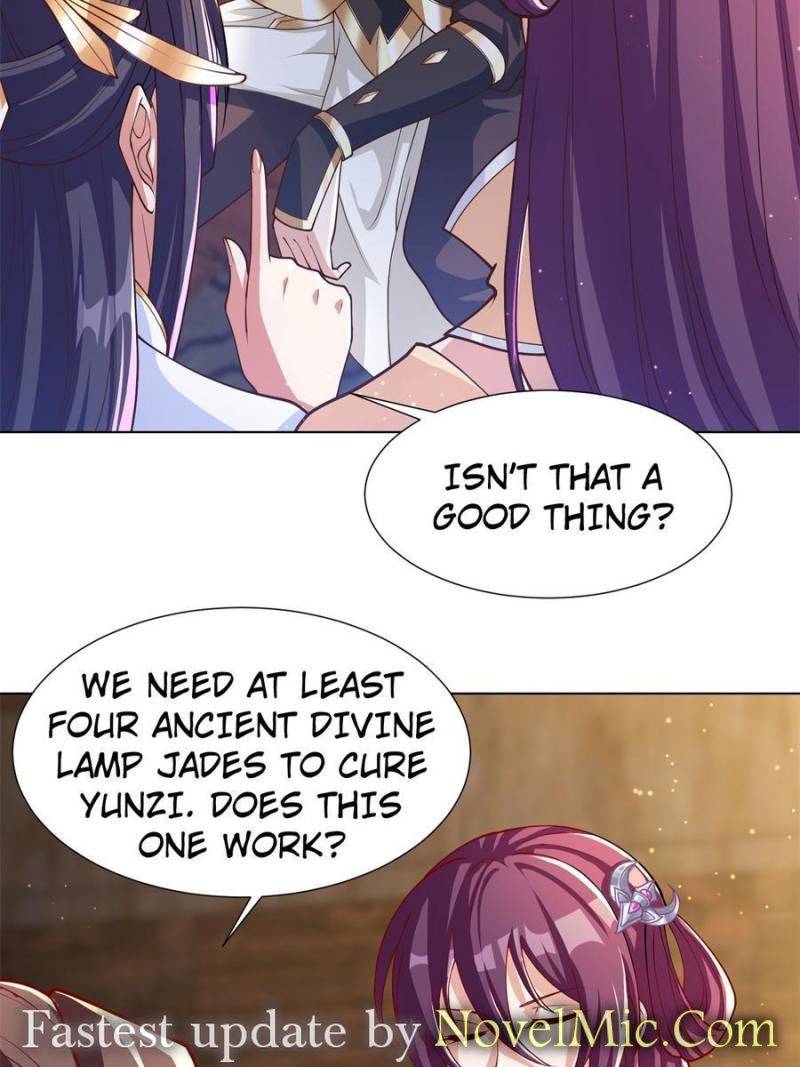 ISN'T THAT A
GOOD THING?
WE NEED AT LEAST
FOUR ANCIENT DIVINE
LAMP JADES TO CURE
YUNZI. DOES THIS
ONE WORK?
Fastest update by NovelMic.Com